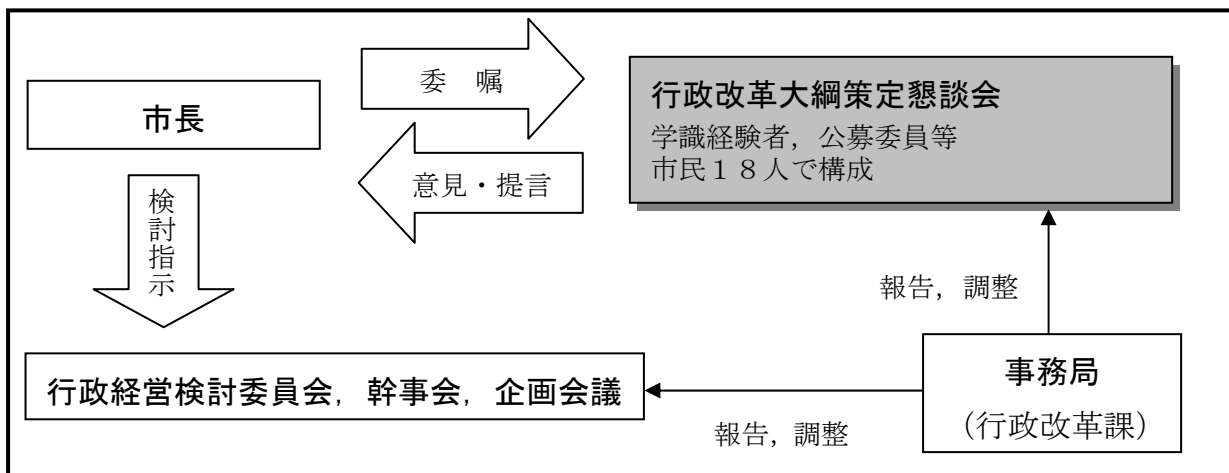 委　嘱
行政改革大綱策定懇談会
学識経験者，公募委員等
市民１８人で構成
市長
意見・提言
検討指示
報告，調整
行政経営検討委員会，幹事会，企画会議
事務局
（行政改革課）
報告，調整